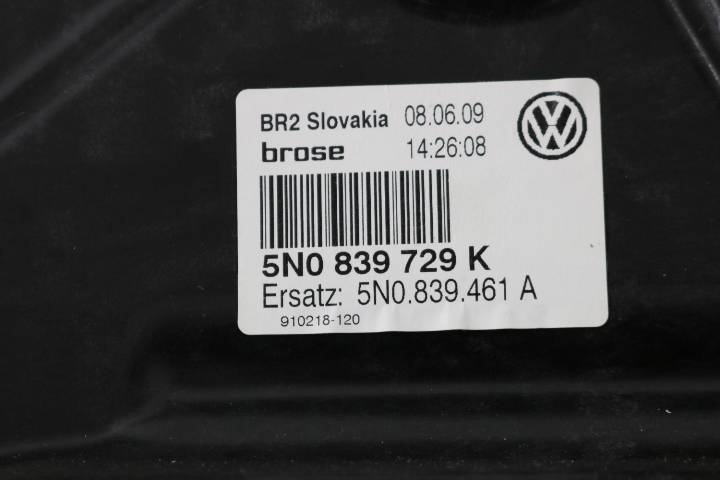 BR2 Slovakia 08.06.09
brose 14:26:08
5N0 839 729 K
Ersatz: 5N0.839.461 A
910218-120